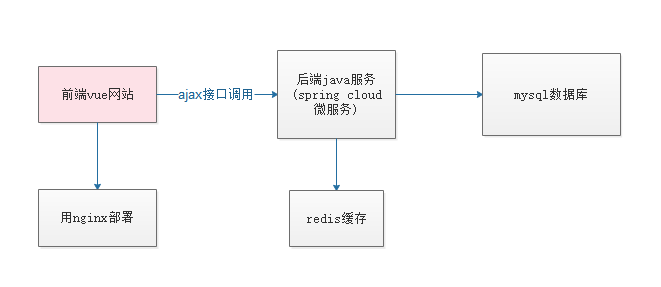 前端vue网站
ajax接口调用
后端java服务
(spring cloud
微服务)
mysql数据库
用nginx部署
redis缓存